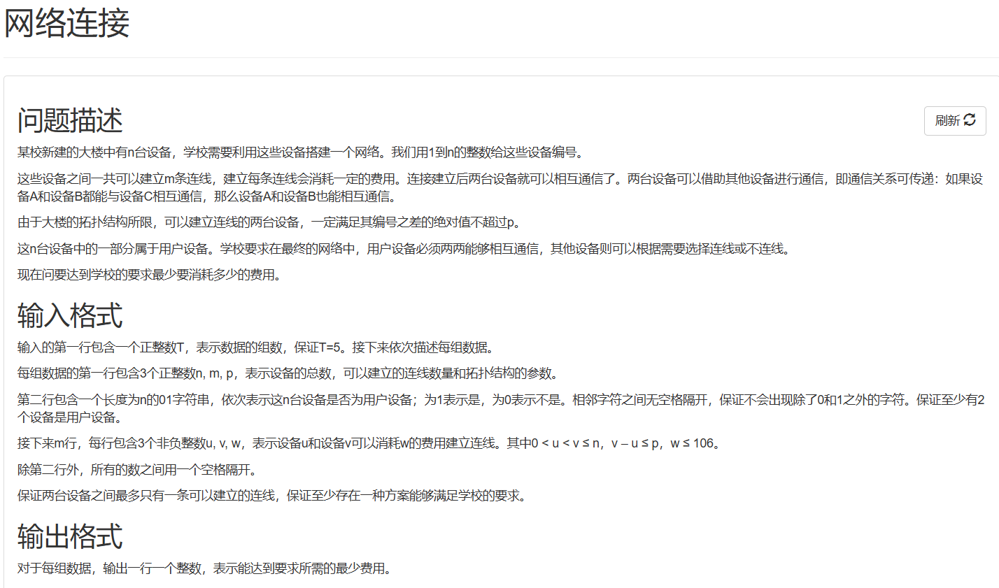 网络连接
问题描述
刷新
某校新建的大楼中有n台设备，学校需要利用这些设备搭建一个网络。我们用1到n的整数给这些设备编号。
这些设备之间一共可以建立m条连线，建立每条连线会消耗一定的费用。连接建立后两台设备就可以相互通信了。两台设备可以借助其他设备进行通信，即通信关系可传递：如果设
备A和设备B都能与设备C相互通信，那么设备A和设备B也能相互通信。
由于大楼的拓扑结构所限，可以建立连线的两台设备，一定满足其编号之差的绝对值不超过p。
这n台设备中的一部分属于用户设备。学校要求在最终的网络中，用户设备必须两两能够相互通信，其他设备则可以根据需要选择连线或不连线。
现在问要达到学校的要求最少要消耗多少的费用。
输入格式
输入的第一行包含一个正整数T，表示数据的组数，保证T=5。接下来依次描述每组数据。
每组数据的第一行包含3个正整数n, m, p，表示设备的总数，可以建立的连线数量和拓扑结构的参数。
第二行包含一个长度为n的01字符串，依次表示这n台设备是否为用户设备；为1表示是，为0表示不是。相邻字符之间无空格隔开，保证不会出现除了0和1之外的字符。保证至少有2
个设备是用户设备。
接下来m行，每行包含3个非负整数u, v, w，表示设备u和设备v可以消耗w的费用建立连线。其中0 < u < v ≤ n，v – u ≤ p，w ≤ 106。
除第二行外，所有的数之间用一个空格隔开。
保证两台设备之间最多只有一条可以建立的连线，保证至少存在一种方案能够满足学校的要求。
输出格式
对于每组数据，输出一行一个整数，表示能达到要求所需的最少费用。